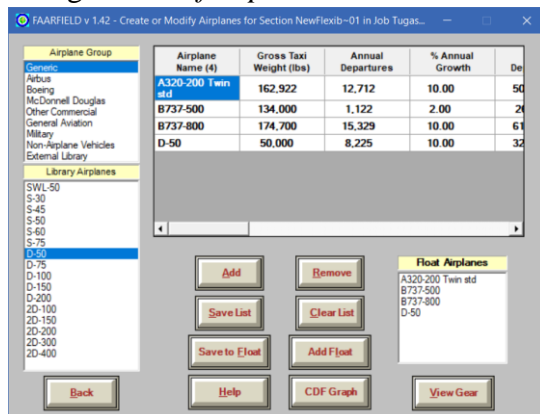 FAARFIELD v 1.42 - Create or Modify Airplanes for Section NewFlexib~01 in Job Tugas...
Airplane Group
Generic
Airbus
Boeing
McDonnell Douglas
Other Commercial
General Aviation
Military
Non-Airplane Vehicles
External Library
Library Airplanes
SWL-50
S-30
S-45
S-50
S-60
S-75
D-50
D-75
D-100
D-150
D-200
2D-100
2D-150
2D-200
2D-300
2D-400
Airplane Name (4) Gross Taxi Weight (lbs) Annual Departures % Annual Growth De
A320-200 Twin std 162,922 12,712 10.00 50
B737-500 134,000 1,122 2.00 20
B737-800 174,700 15,329 10.00 61
D-50 50,000 8,225 10.00 32
Add Remove
Save List Clear List
Save to Float Add Float
Back Help CDF Graph View Gear
Float Airplanes
A320-200 Twin std
B737-500
B737-800
D-50